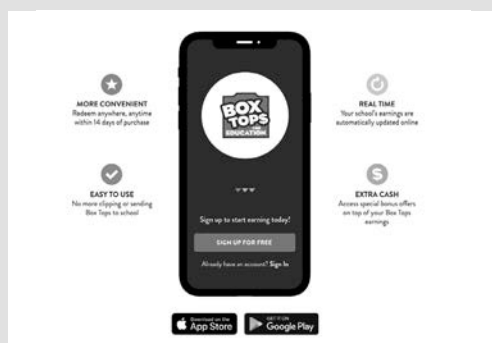 MORE CONVENIENT
Redeem anywhere, anytime
within 14 days of purchase
EASY TO USE
No more clipping or sending
Box Tops to school
BOX
TOPS
FOR
EDUCATION
Sign up to start earning today!
SIGN UP FOR FREE
Already have an account? Sign In
REAL TIME
Your school's earnings are
automatically updated online
EXTRA CASH
Access special bonus offers
on top of your Box Tops
earnings
Download on the
App Store
GET IT ON
Google Play